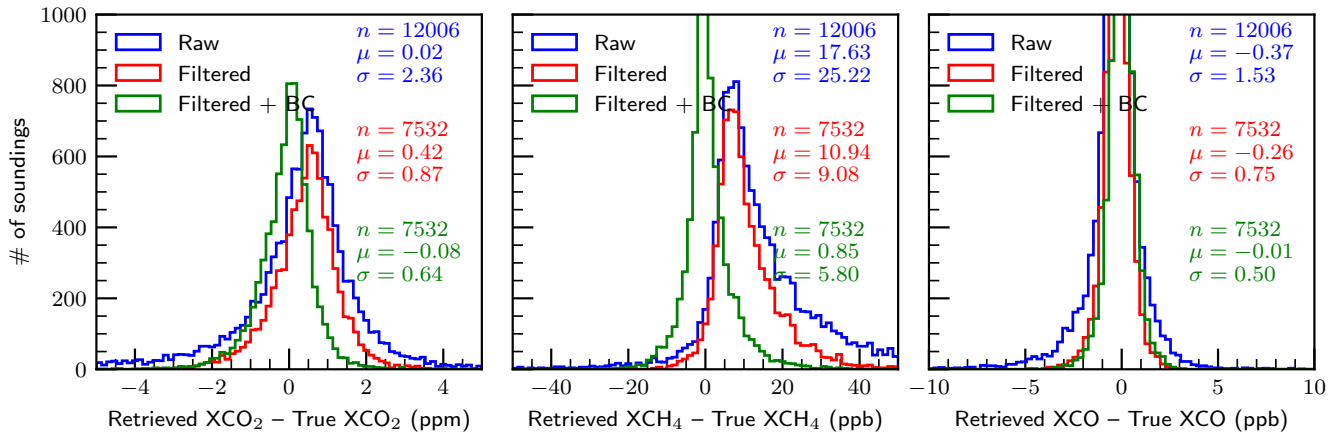 # of soundings
1000
800
600
400
200
0
Raw
Filtered
Filtered + BC
n = 12006
μ = 0.02
σ = 2.36
n = 7532
μ = 0.42
σ = 0.87
n = 7532
μ = −0.08
σ = 0.64
−4 −2 0 2 4
Retrieved XCO₂ – True XCO₂ (ppm)
Raw
Filtered
Filtered + BC
n = 12006
μ = 17.63
σ = 25.22
n = 7532
μ = 10.94
σ = 9.08
n = 7532
μ = 0.85
σ = 5.80
−40 −20 0 20 40
Retrieved XCH₄ – True XCH₄ (ppb)
Raw
Filtered
Filtered + BC
n = 12006
μ = −0.37
σ = 1.53
n = 7532
μ = −0.26
σ = 0.75
n = 7532
μ = −0.01
σ = 0.50
−10 −5 0 5 10
Retrieved XCO – True XCO (ppb)